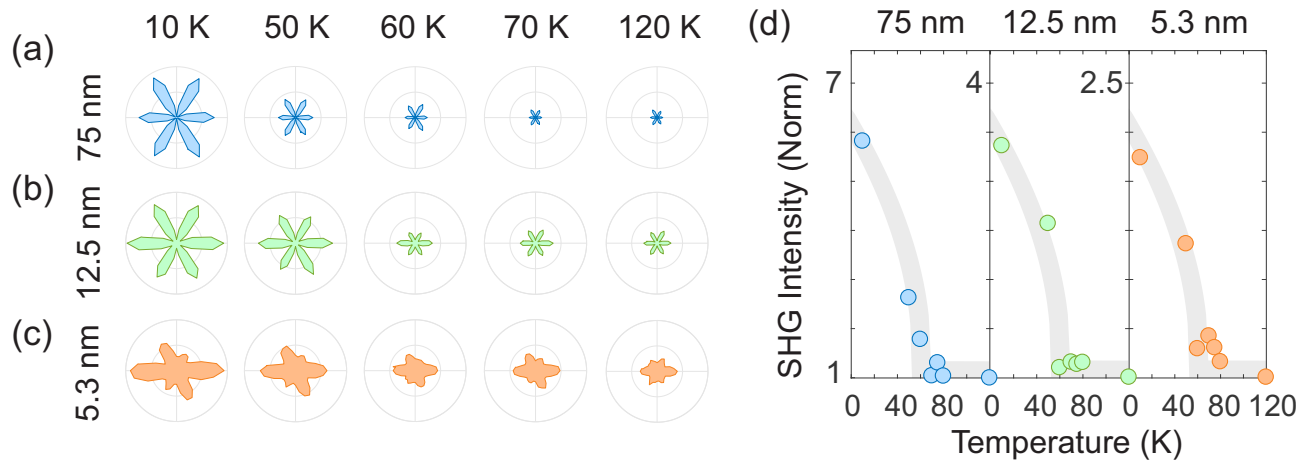 10 K 50 K 60 K 70 K 120 K
(a)
75 nm
(b)
12.5 nm
(c)
5.3 nm
(d)
75 nm 12.5 nm 5.3 nm
SHG Intensity (Norm)
7 4 2.5
1
0 40 80 0 40 80 0 40 80 120
Temperature (K)